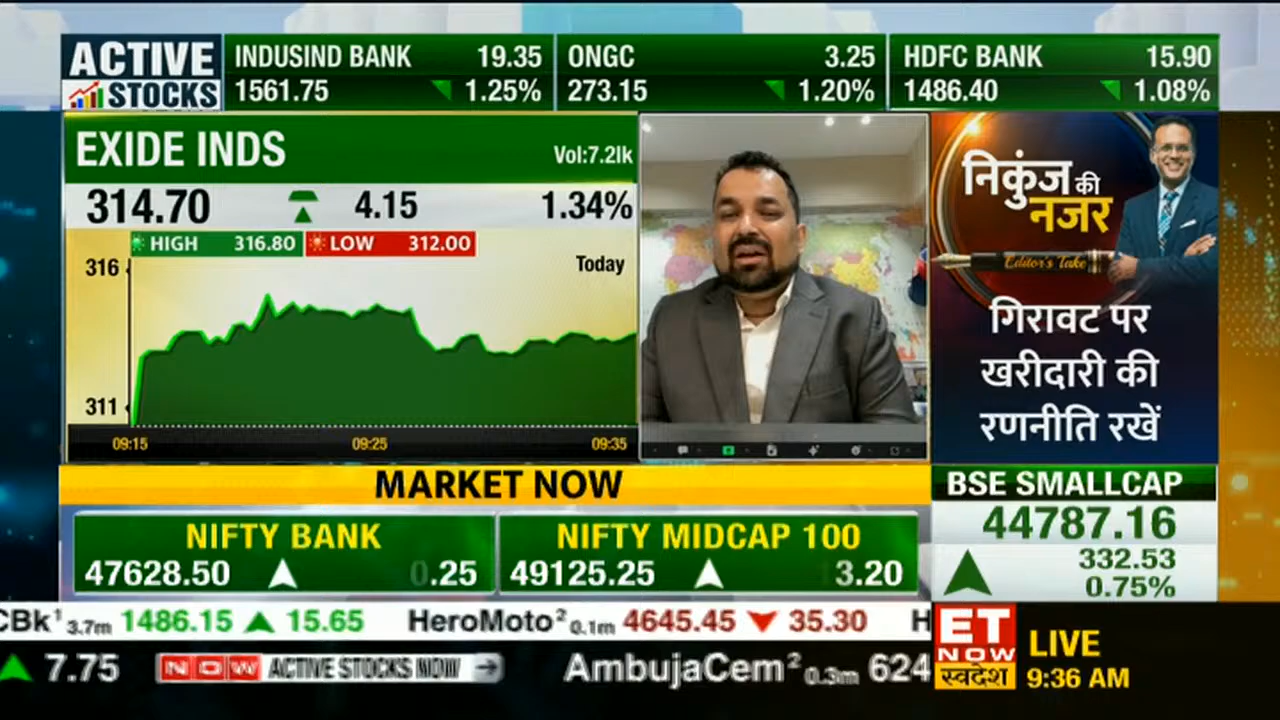 ACTIVE STOCKS
INDUSIND BANK 19.35
1561.75 1.25%
ONGC 3.25
273.15 1.20%
HDFC BANK 15.90
1486.40 1.08%
EXIDE INDS Vol:7.2lk
314.70 4.15 1.34%
HIGH 316.80 LOW 312.00
Today
316
311
09:15 09:25 09:35
निकुंज की
नजर
Editor's Take
गिरावट पर
खरीदारी की
रणनीति रखें
MARKET NOW
NIFTY BANK
47628.50 0.25
NIFTY MIDCAP 100
49125.25 3.20
BSE SMALLCAP
44787.16
332.53
0.75%
CBk¹ 3.7m 1486.15 15.65 HeroMoto² 0.1m 4645.45 35.30 H
7.75 NOW ACTIVE STOCKS NOW AmbujaCem² 0.3m 624
ET
NOW
स्वदेश
LIVE
9:36 AM